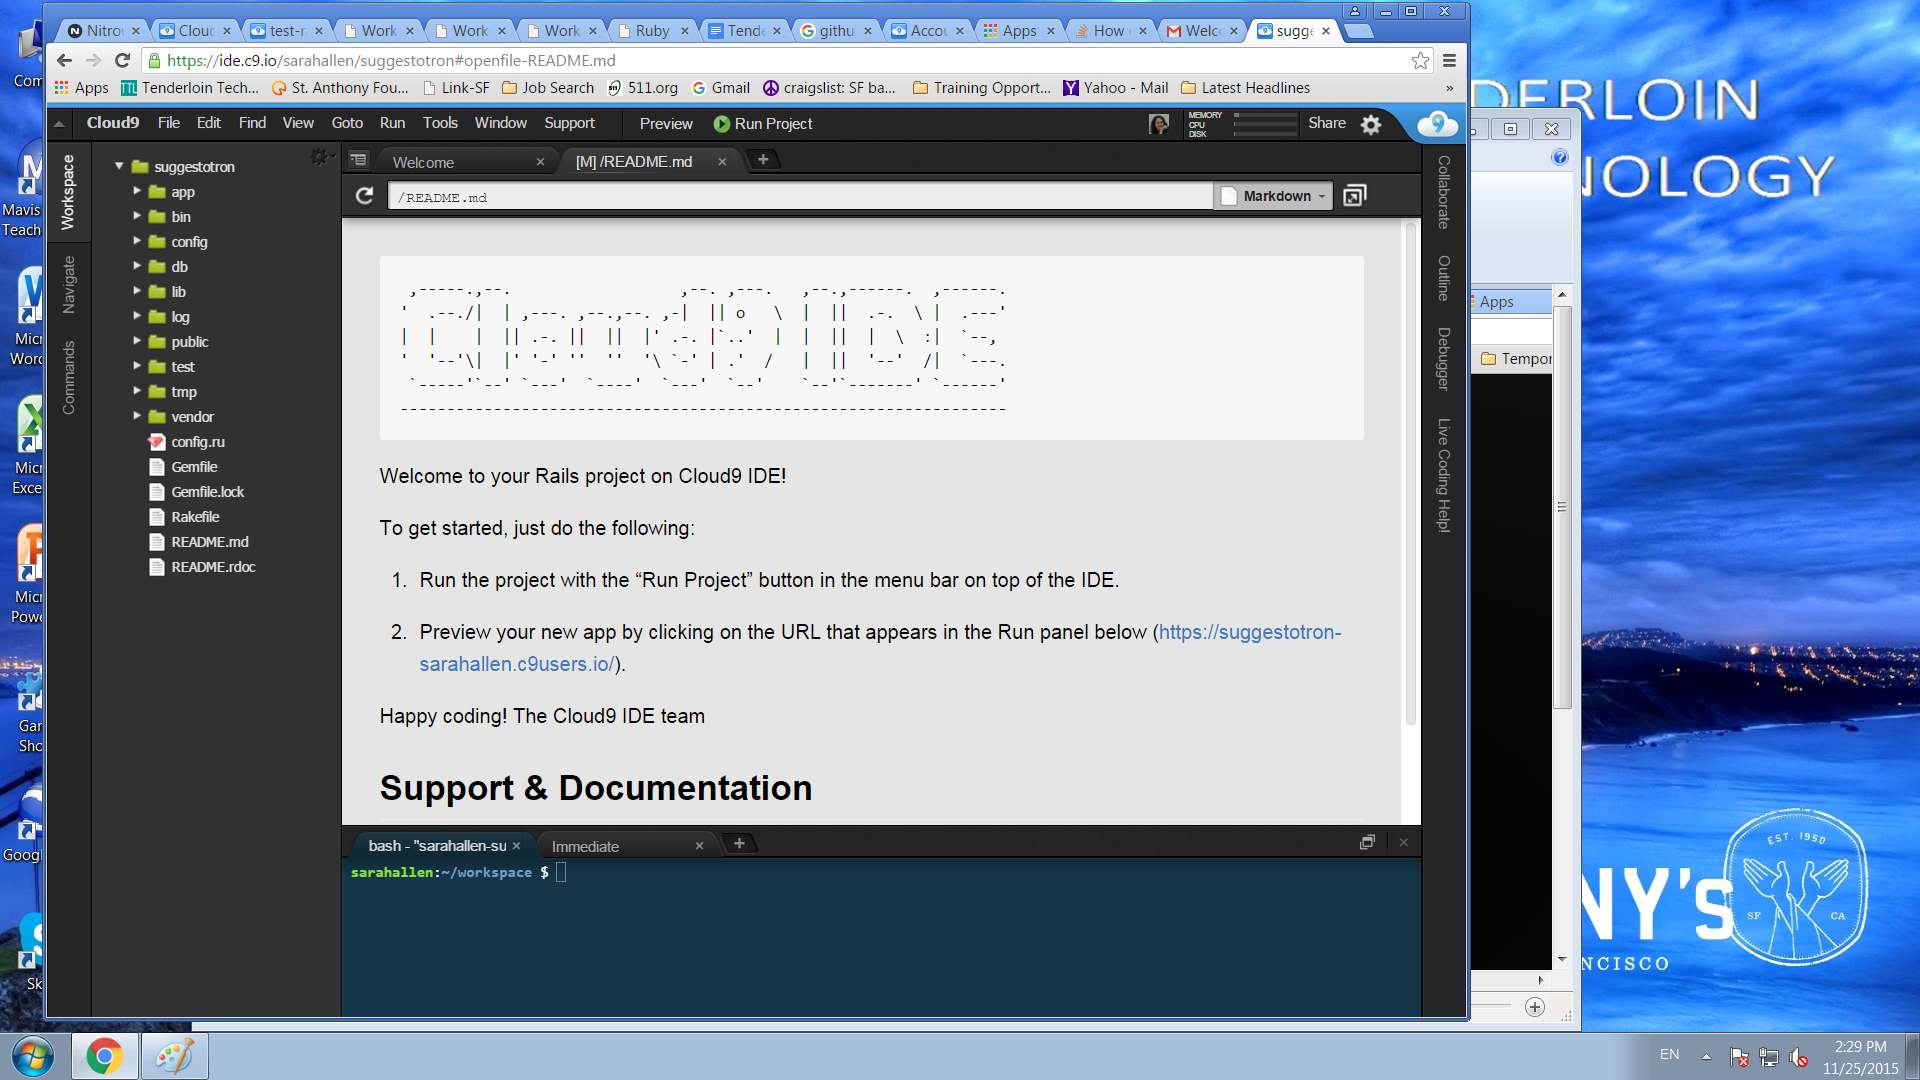 Nitro
Cloud
test-r
Work
Work
Work
Ruby
Tende
githu
Accou
Apps
How
Welc
sugge
https://ide.c9.io/sarahallen/suggestotron#openfile-README.md
Apps
Tenderloin Tech...
St. Anthony Fou...
Link-SF
Job Search
511.org
Gmail
craigslist: SF ba...
Training Opport...
Yahoo - Mail
Latest Headlines
»
Cloud9 File Edit Find View Goto Run Tools Window Support Preview Run Project
MEMORY
CPU
DISK
Share
9
Workspace
Navigate
Commands
suggestotron
app
bin
config
db
lib
log
public
test
tmp
vendor
config.ru
Gemfile
Gemfile.lock
Rakefile
README.md
README.rdoc
Welcome
[M] /README.md
/README.md
Markdown
Cloud9 IDE
Welcome to your Rails project on Cloud9 IDE!
To get started, just do the following:
1. Run the project with the “Run Project” button in the menu bar on top of the IDE.
2. Preview your new app by clicking on the URL that appears in the Run panel below (https://suggestotron-
sarahallen.c9users.io/).
Happy coding! The Cloud9 IDE team
Support & Documentation
bash - "sarahallen-su
Immediate
sarahallen:~/workspace $
Collaborate
Outline
Debugger
Live Coding Help!
Apps
Tempor
DERLOIN
NOLOGY
EST. 1950
SF CA
NY'S
NCISCO
Com
Mavis
Teach
Micr
Word
Micr
Exce
Micr
Powe
Gar
Sho
Goog
Sk
EN
2:29 PM
11/25/2015